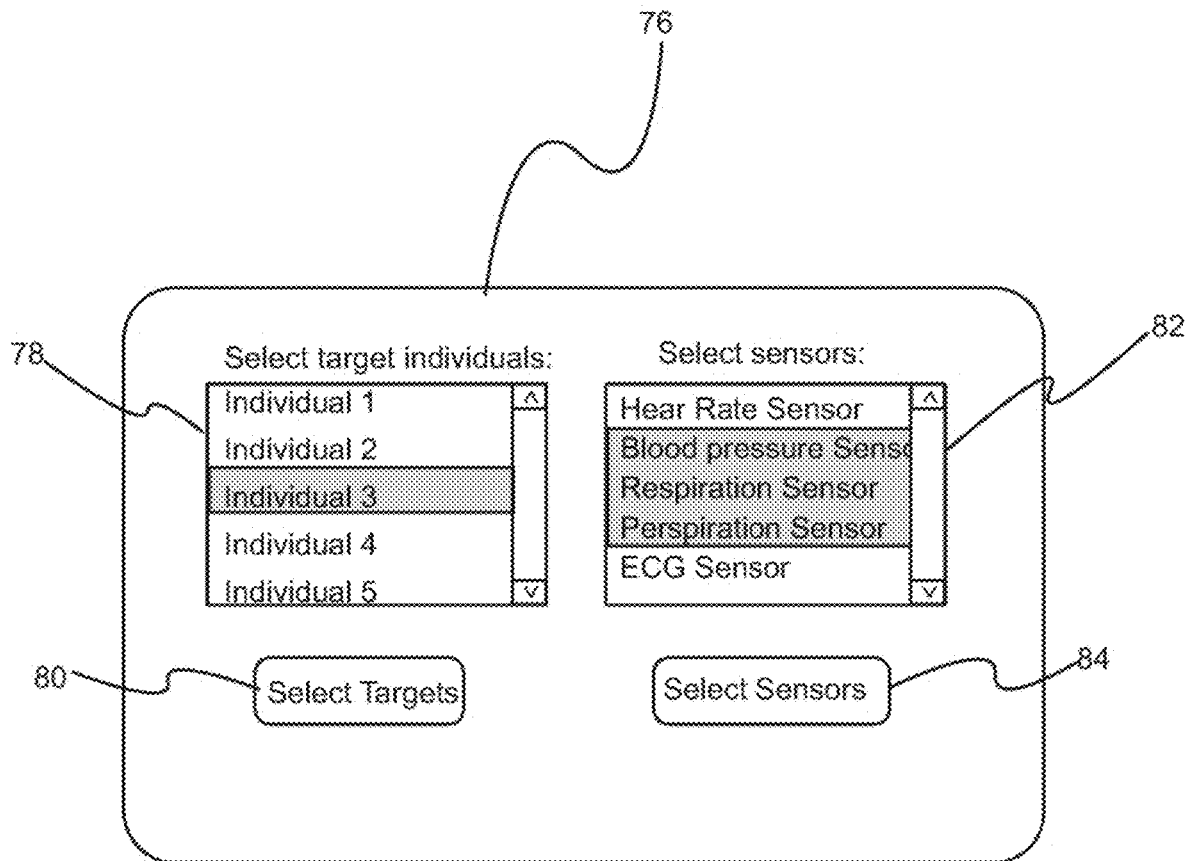 76
78
82
Select target individuals:
Select sensors:
Individual 1
Individual 2
Individual 3
Individual 4
Individual 5
Hear Rate Sensor
Blood pressure Senso
Respiration Sensor
Perspiration Sensor
ECG Sensor
80
Select Targets
Select Sensors
84